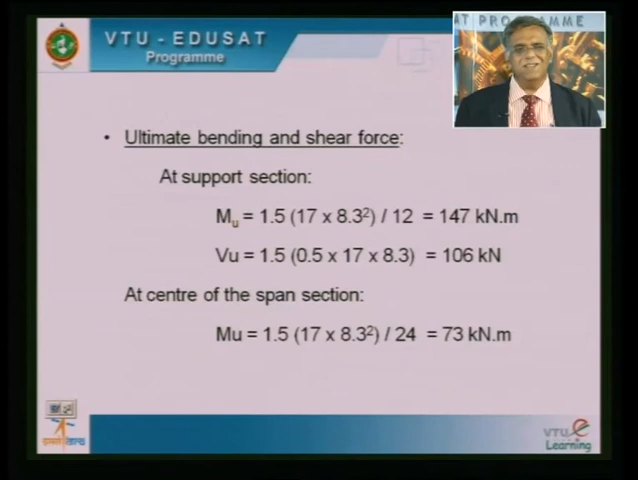 VTU - EDUSAT
Programme
AT PROGRAMME
• Ultimate bending and shear force:
At support section:
Mu = 1.5 (17 x 8.3²) / 12 = 147 kN.m
Vu = 1.5 (0.5 x 17 x 8.3) = 106 kN
At centre of the span section:
Mu = 1.5 (17 x 8.3²) / 24 = 73 kN.m
VTU e
Learning